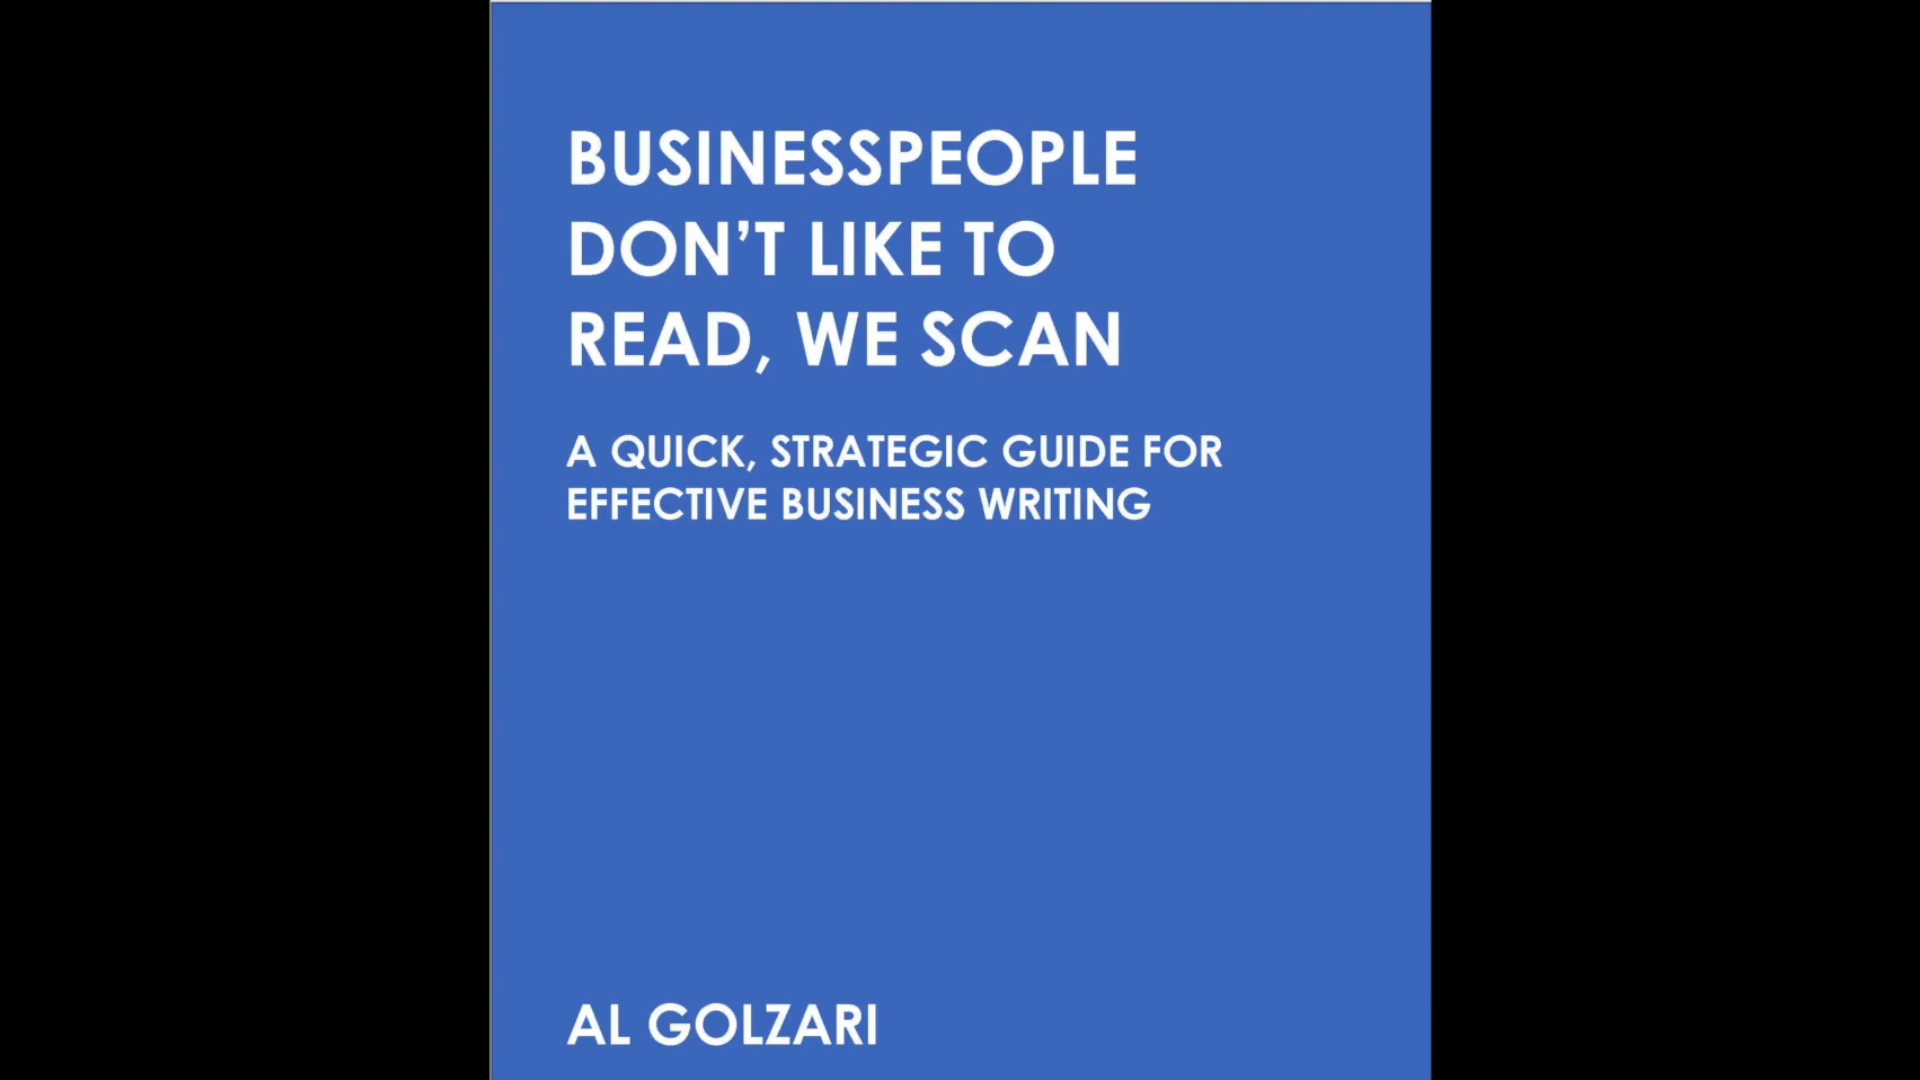 BUSINESSPEOPLE
DON’T LIKE TO
READ, WE SCAN
A QUICK, STRATEGIC GUIDE FOR
EFFECTIVE BUSINESS WRITING
AL GOLZARI